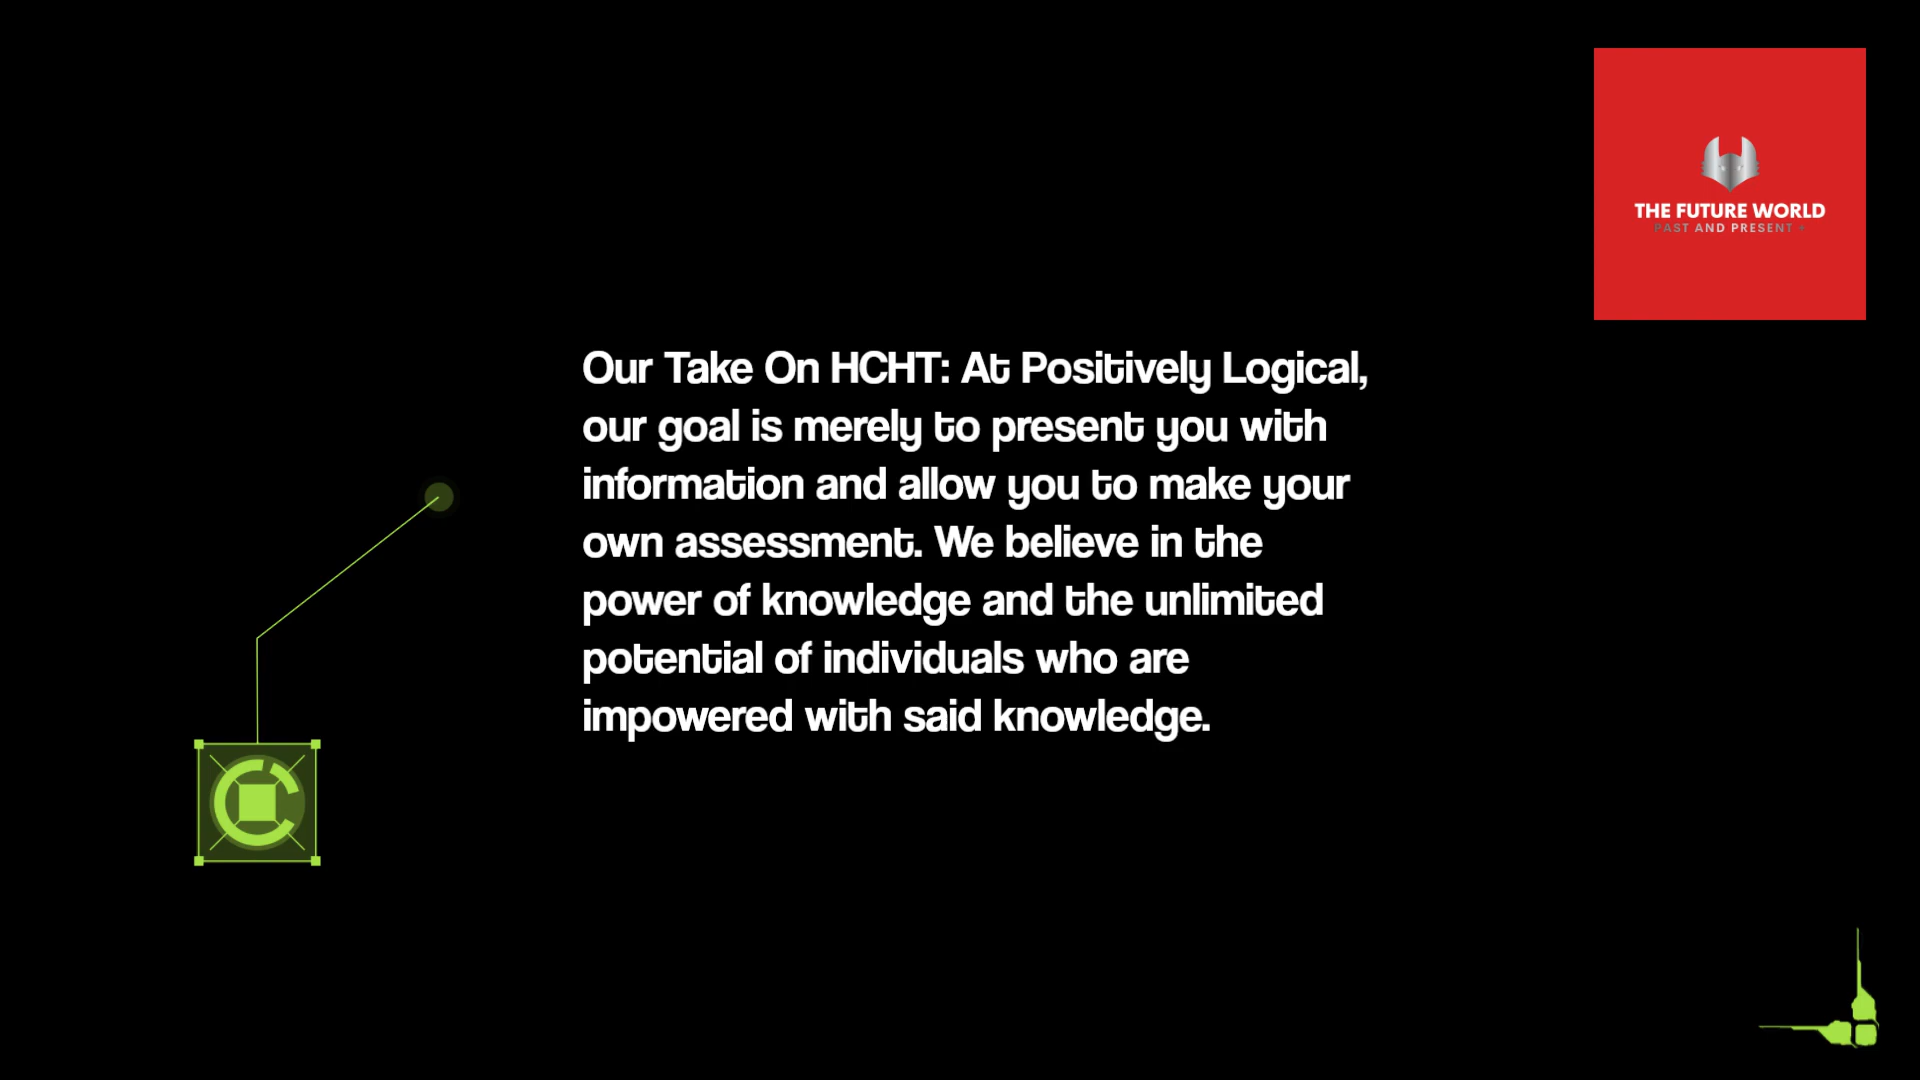 THE FUTURE WORLD
PAST AND PRESENT +
Our Take On HCHT: At Positively Logical,
our goal is merely to present you with
information and allow you to make your
own assessment. We believe in the
power of knowledge and the unlimited
potential of individuals who are
impowered with said knowledge.